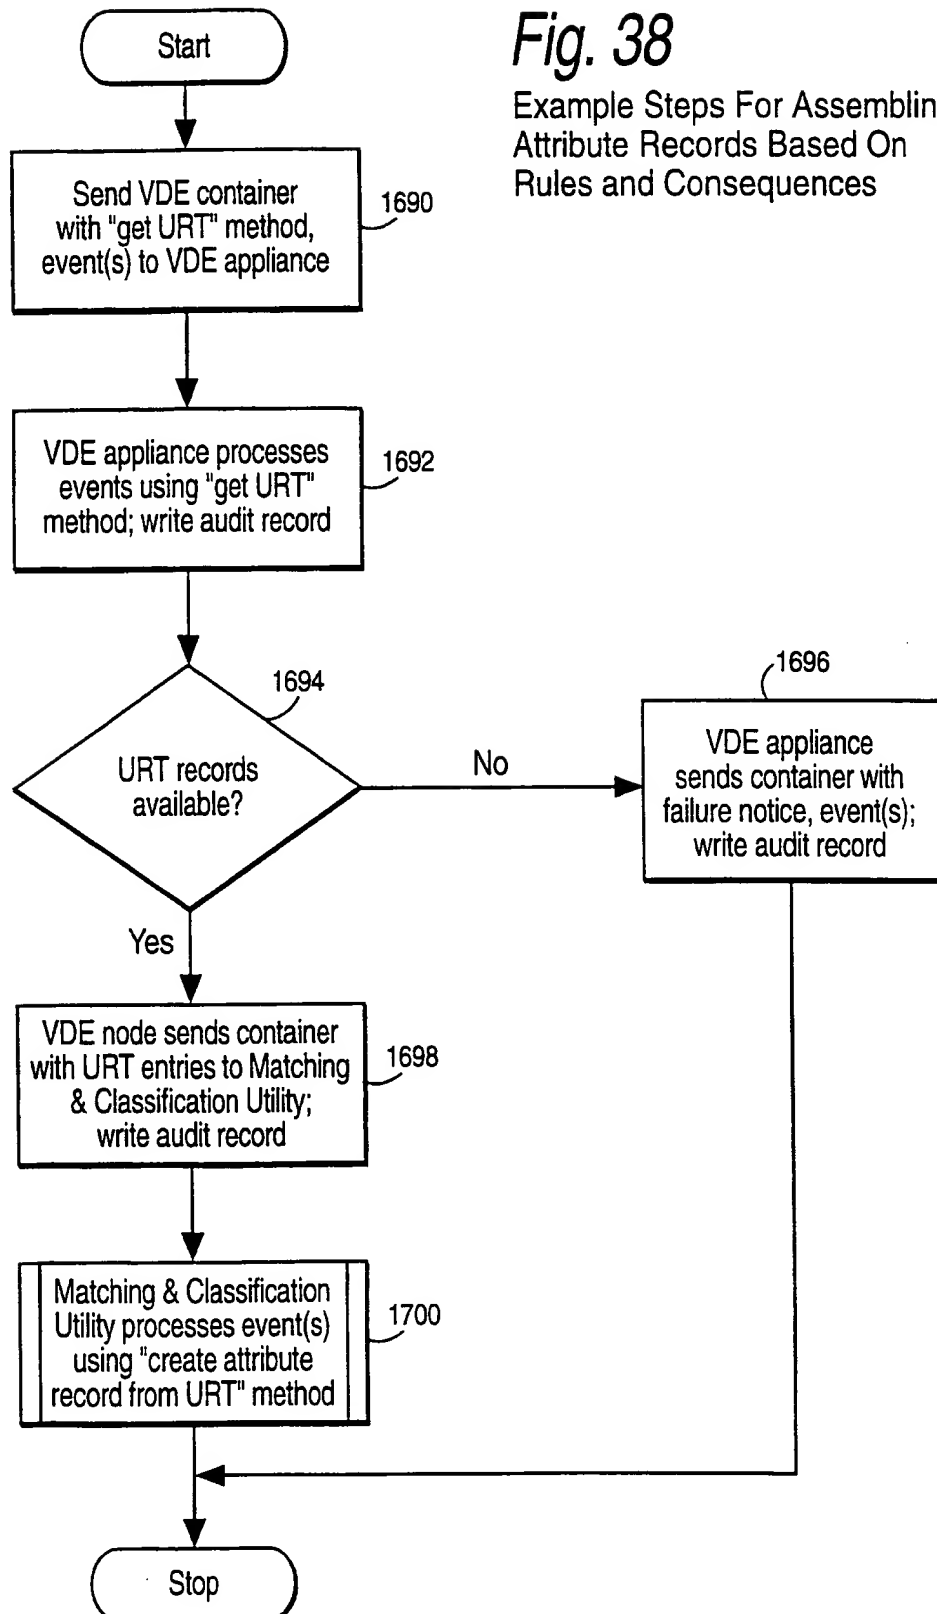 Fig. 38
Example Steps For Assemblin
Attribute Records Based On
Rules and Consequences
Start
Send VDE container
with "get URT" method,
event(s) to VDE appliance
1690
VDE appliance processes
events using "get URT"
method; write audit record
1692
URT records
available?
1694
No
1696
VDE appliance
sends container with
failure notice, event(s);
write audit record
Yes
VDE node sends container
with URT entries to Matching
& Classification Utility;
write audit record
1698
Matching & Classification
Utility processes event(s)
using "create attribute
record from URT" method
1700
Stop